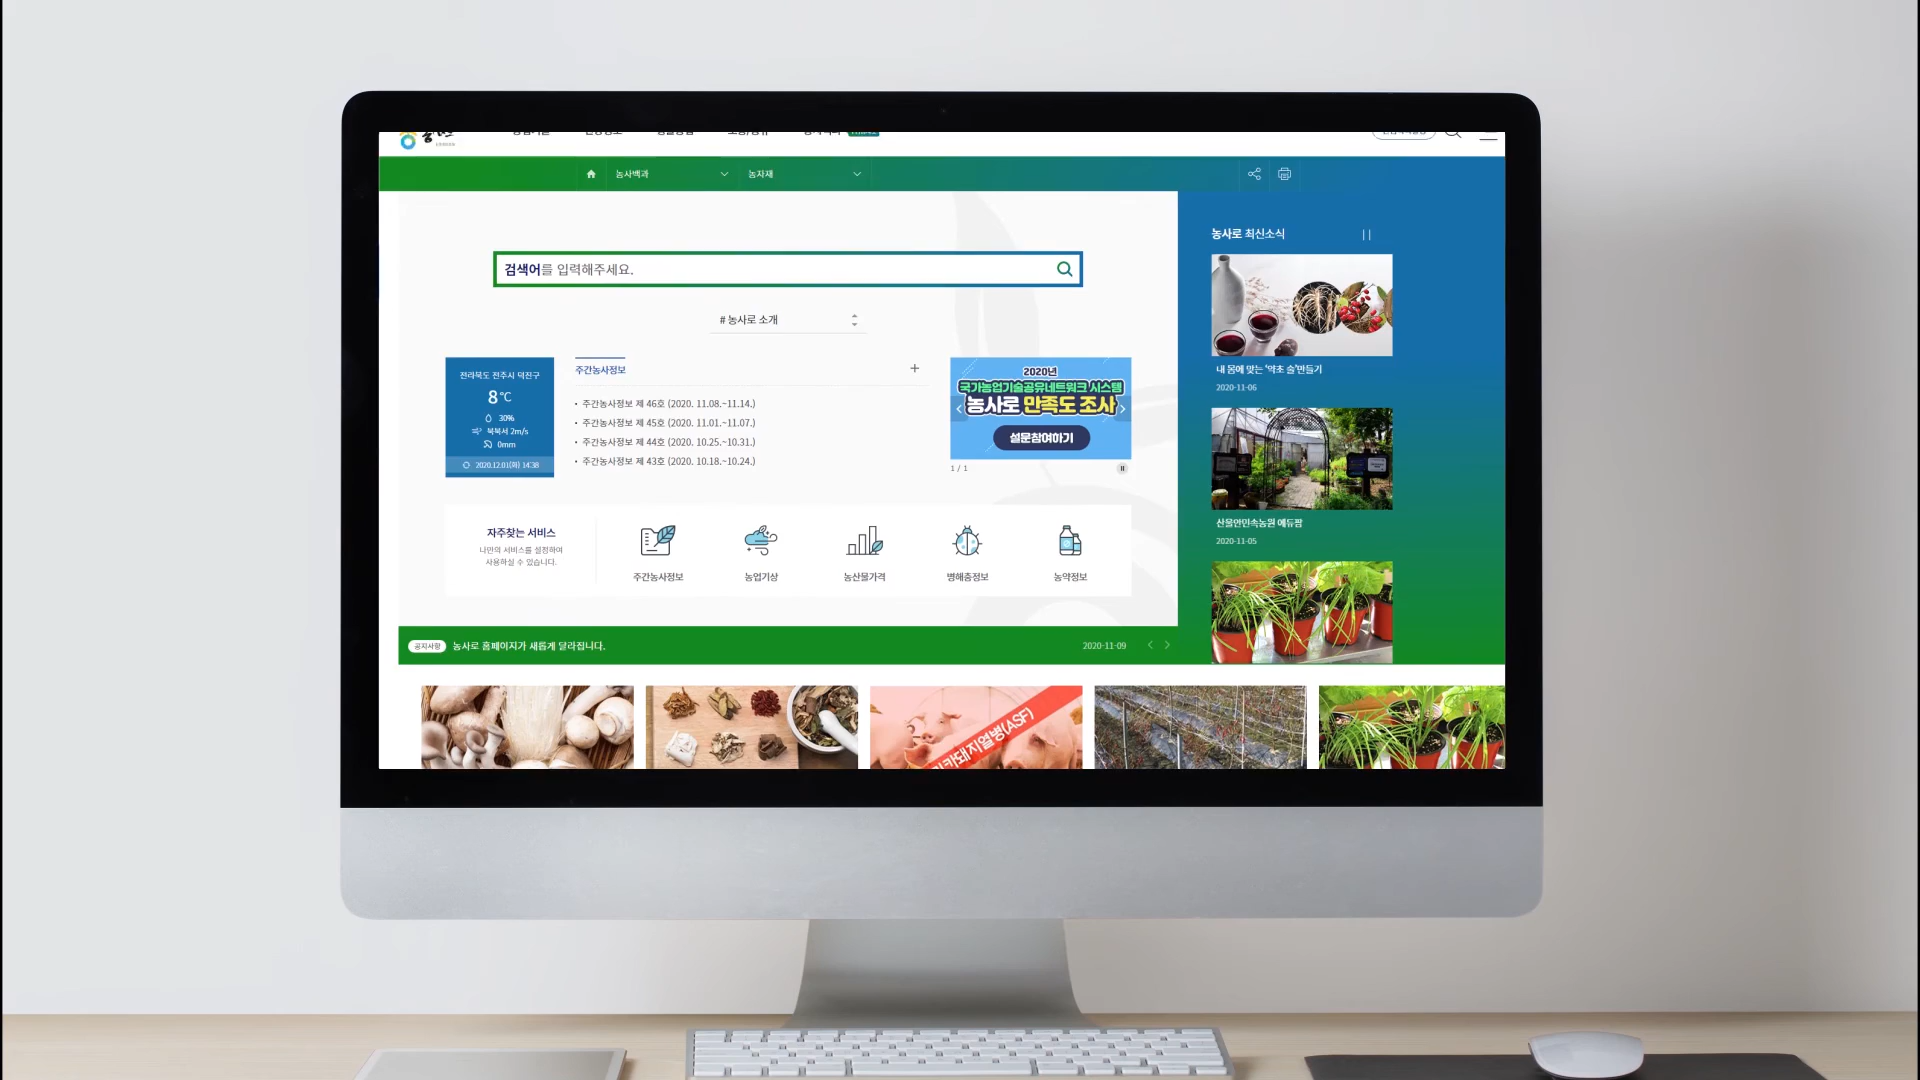 농사백과
농자재
검색어를 입력해주세요.
# 농사로 소개
전라북도 전주시 덕진구
8℃
30%
북북서 2m/s
0mm
2020.12.01(화) 14:38
주간농사정보
주간농사정보 제 46호 (2020. 11.08.~11.14.)
주간농사정보 제 45호 (2020. 11.01.~11.07.)
주간농사정보 제 44호 (2020. 10.25.~10.31.)
주간농사정보 제 43호 (2020. 10.18.~10.24.)
2020년
국가농업기술공유네트워크 시스템
농사로 만족도 조사
설문참여하기
1 / 1
자주찾는 서비스
나만의 서비스를 설정하여
사용하실 수 있습니다.
주간농사정보
농업기상
농산물가격
병해충정보
농약정보
공지사항
농사로 홈페이지가 새롭게 달라집니다.
2020-11-09
농사로 최신소식
내 몸에 맞는 '약초 술'만들기
2020-11-06
산물안민속농원 에듀팜
2020-11-05
카돼지열병(ASF)